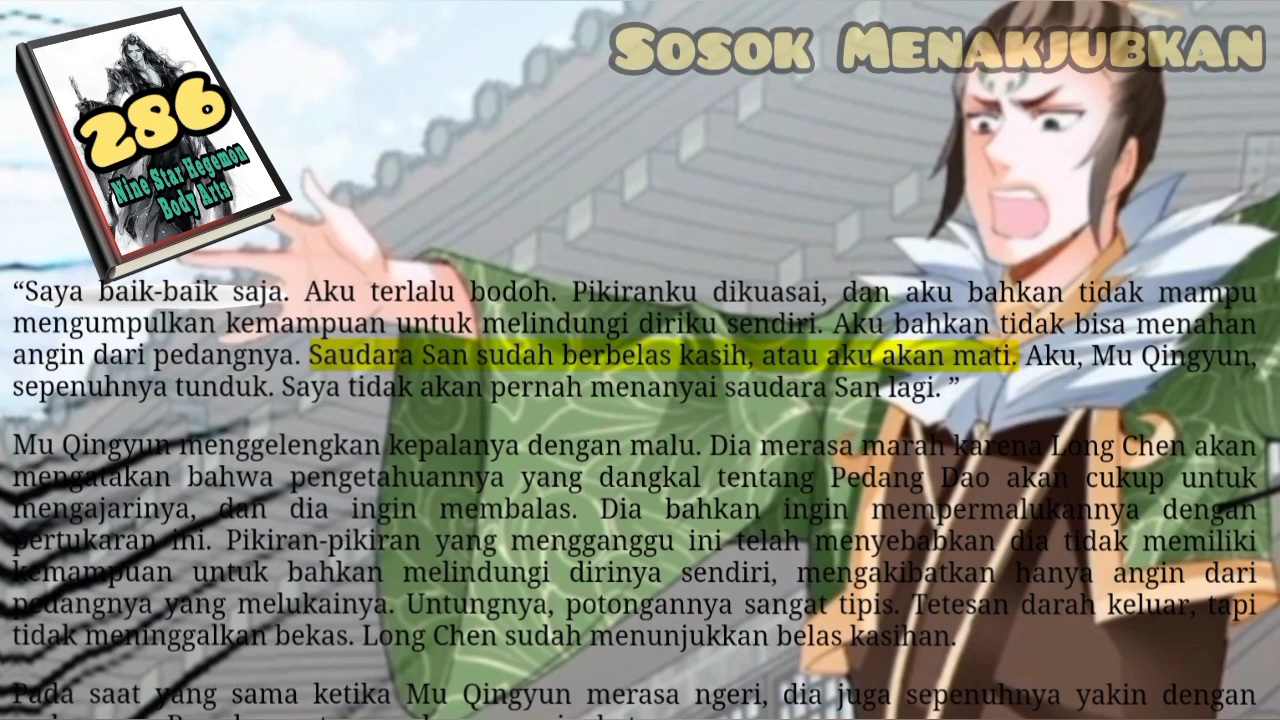 Sosok Menakjubkan
286
Nine Star Hegemon
Body Arts
“Saya baik-baik saja. Aku terlalu bodoh. Pikiranku dikuasai, dan aku bahkan tidak mampu
mengumpulkan kemampuan untuk melindungi diriku sendiri. Aku bahkan tidak bisa menahan
angin dari pedangnya. Saudara San sudah berbelas kasih, atau aku akan mati. Aku, Mu Qingyun,
sepenuhnya tunduk. Saya tidak akan pernah menanyai saudara San lagi. ”
Mu Qingyun menggelengkan kepalanya dengan malu. Dia merasa marah karena Long Chen akan
mengatakan bahwa pengetahuannya yang dangkal tentang Pedang Dao akan cukup untuk
mengajarinya, dan dia ingin membalas. Dia bahkan ingin mempermalukannya dengan
pertukaran ini. Pikiran-pikiran yang mengganggu ini telah menyebabkan dia tidak memiliki
kemampuan untuk bahkan melindungi dirinya sendiri, mengakibatkan hanya angin dari
pedangnya yang melukainya. Untungnya, potongannya sangat tipis. Tetesan darah keluar, tapi
tidak meninggalkan bekas. Long Chen sudah menunjukkan belas kasihan.
Pada saat yang sama ketika Mu Qingyun merasa ngeri, dia juga sepenuhnya yakin dengan